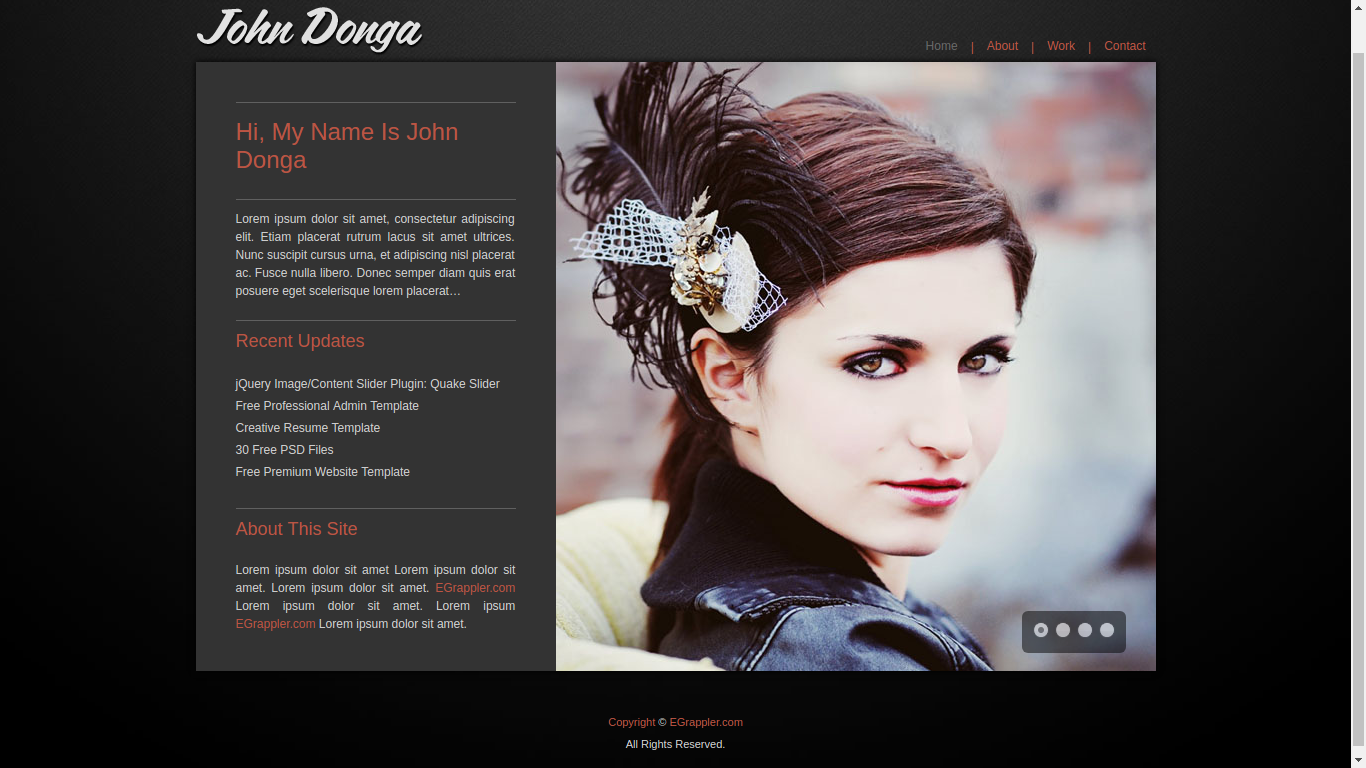 John Donga
Home | About | Work | Contact
Hi, My Name Is John
Donga
Lorem ipsum dolor sit amet, consectetur adipiscing
elit. Etiam placerat rutrum lacus sit amet ultrices.
Nunc suscipit cursus urna, et adipiscing nisl placerat
ac. Fusce nulla libero. Donec semper diam quis erat
posuere eget scelerisque lorem placerat…
Recent Updates
jQuery Image/Content Slider Plugin: Quake Slider
Free Professional Admin Template
Creative Resume Template
30 Free PSD Files
Free Premium Website Template
About This Site
Lorem ipsum dolor sit amet Lorem ipsum dolor sit
amet. Lorem ipsum dolor sit amet. EGrappler.com
Lorem ipsum dolor sit amet. Lorem ipsum
EGrappler.com Lorem ipsum dolor sit amet.
Copyright © EGrappler.com
All Rights Reserved.